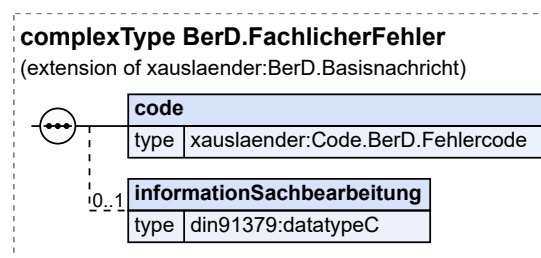 complexType BerD.FachlicherFehler
(extension of xauslaender:BerD.Basisnachricht)
code
type xauslaender:Code.BerD.Fehlercode
0..1
informationSachbearbeitung
type din91379:datatypeC